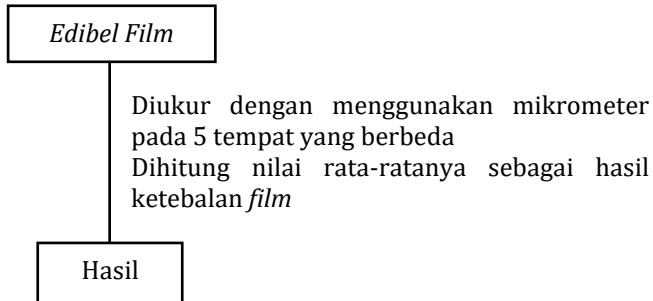 Edibel Film
Diukur dengan menggunakan mikrometer
pada 5 tempat yang berbeda
Dihitung nilai rata-ratanya sebagai hasil
ketebalan film
Hasil